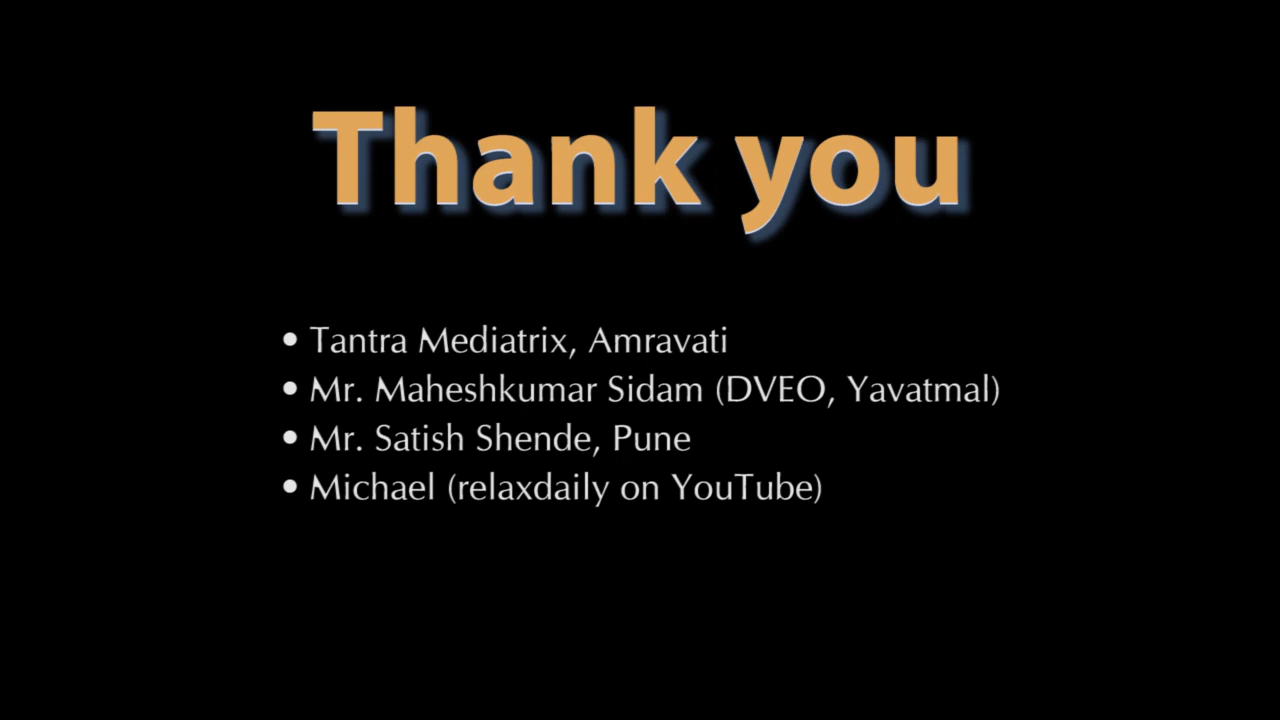 Thank you
• Tantra Mediatrix, Amravati
• Mr. Maheshkumar Sidam (DVEO, Yavatmal)
• Mr. Satish Shende, Pune
• Michael (relaxdaily on YouTube)